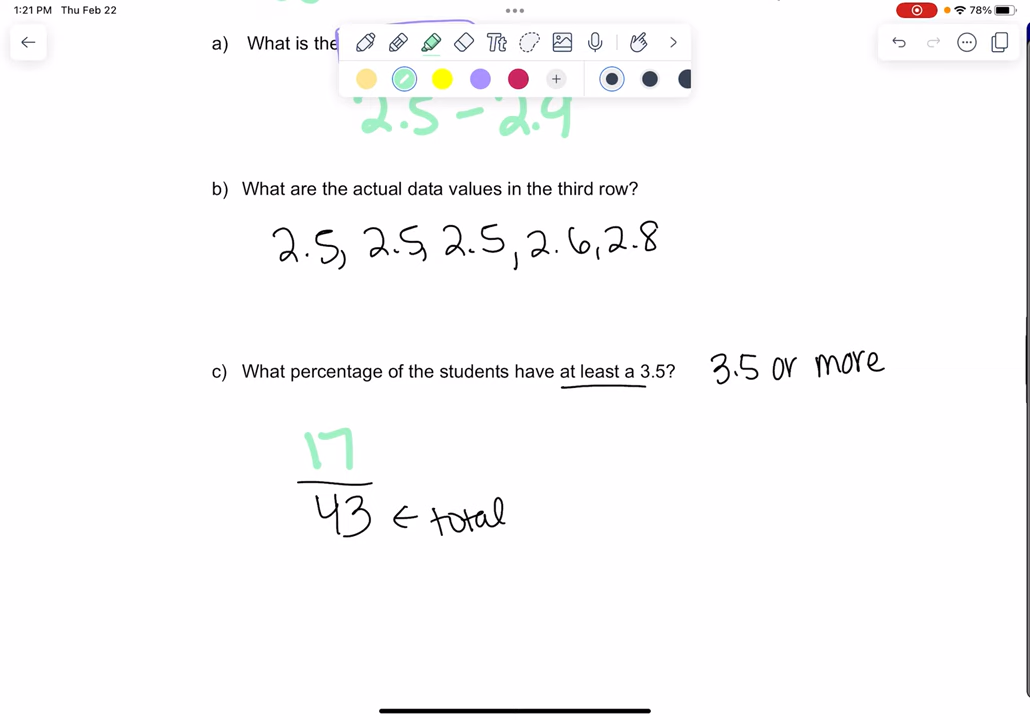 1:21 PM Thu Feb 22
78%
a) What is the
Tt
2.5 - 2.9
b) What are the actual data values in the third row?
2.5, 2.5, 2.5, 2.6, 2.8
c) What percentage of the students have at least a 3.5?
3.5 or more
17
43 ← total